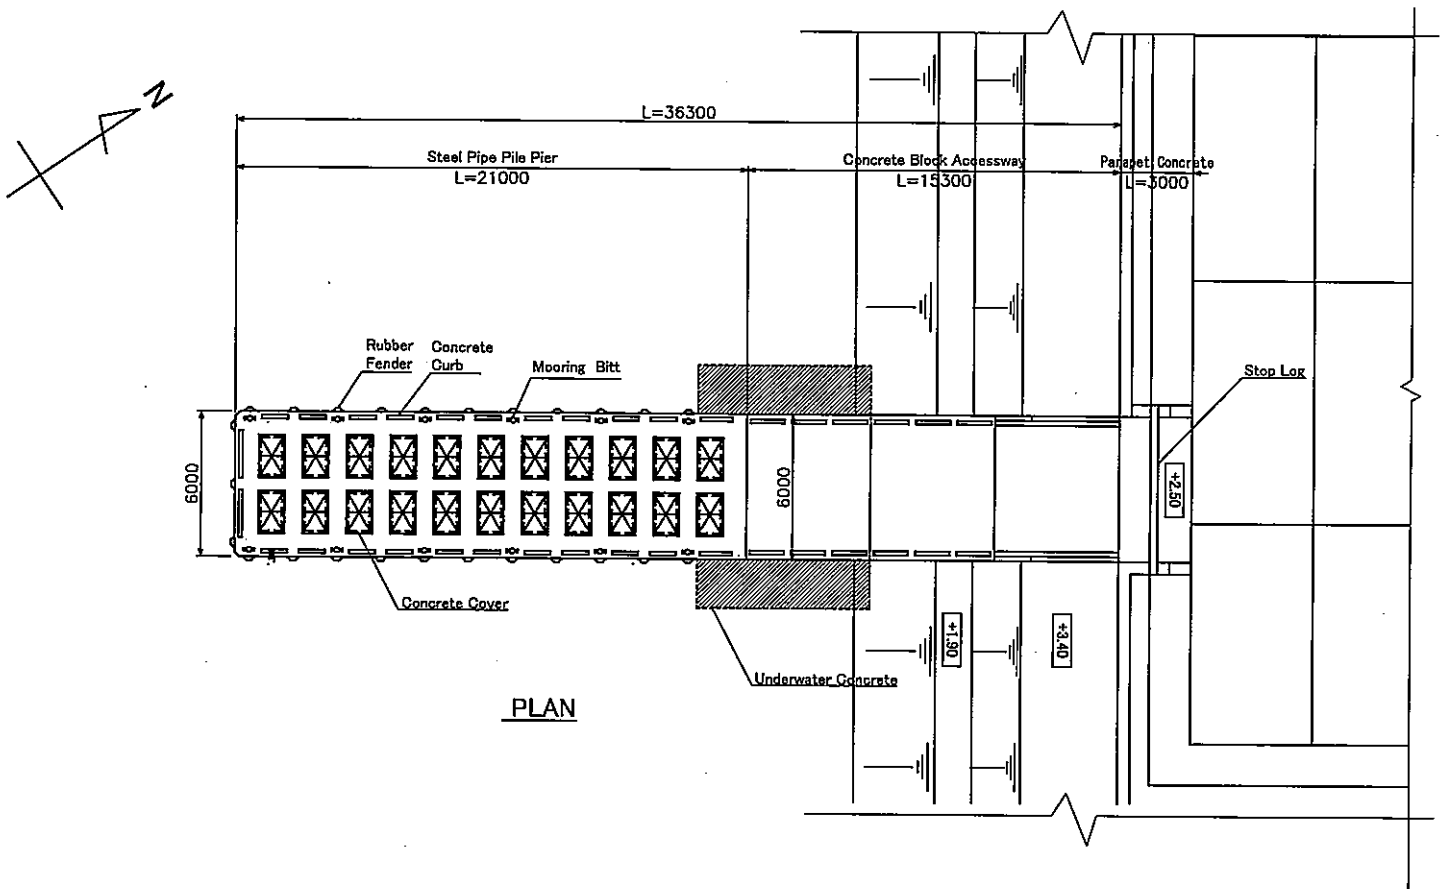 N
L=36300
Steel Pipe Pile Pier
L=21000
Concrete Block Accessway
L=15300
Parapet Concrete
L=3000
Rubber
Fender
Concrete
Curb
Mooring Bitt
Stop Log
6000
6000
+2.50
Concrete Cover
+1.90
+3.40
Underwater Concrete
PLAN